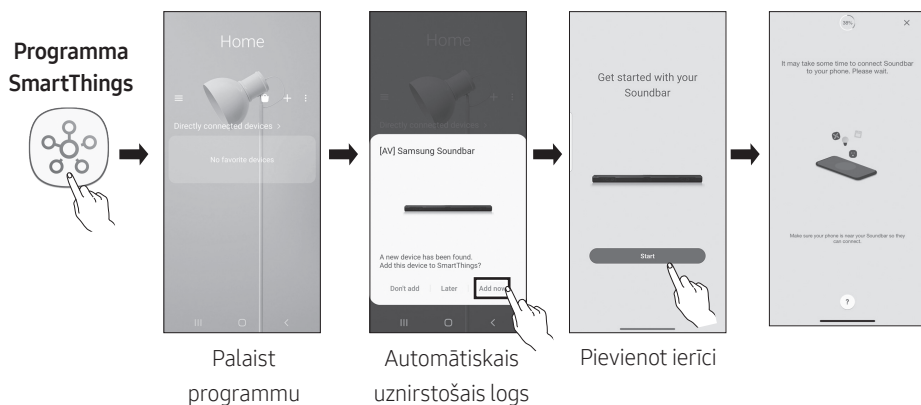 Programma
SmartThings
Home
Directly connected devices >
No favorite devices
Palaist
programmu
Home
Directly connected devices >
[AV] Samsung Soundbar
A new device has been found.
Add this device to SmartThings?
Don't add
Later
Add now
Automātiskais
uznirstošais logs
Get started with your
Soundbar
Start
Pievienot ierīci
39%
It may take some time to connect Soundbar
to your phone. Please wait.
Make sure your phone is near your Soundbar so they
can connect.
?